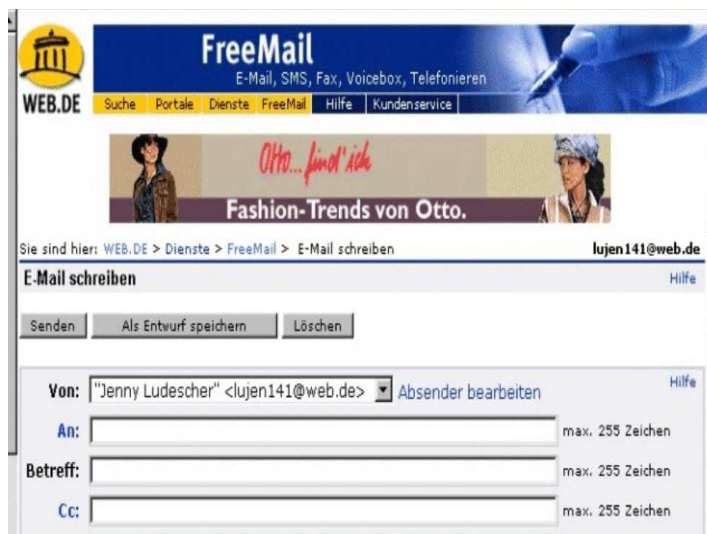 FreeMail
E-Mail, SMS, Fax, Voicebox, Telefonieren
WEB.DE
Suche Portale Dienste FreeMail Hilfe Kundenservice
Otto... find' ich
Fashion-Trends von Otto.
Sie sind hier: WEB.DE > Dienste > FreeMail > E-Mail schreiben lujen141@web.de
E-Mail schreiben Hilfe
Senden Als Entwurf speichern Löschen
Von: "Jenny Ludescher" <lujen141@web.de> Absender bearbeiten Hilfe
An: max. 255 Zeichen
Betreff: max. 255 Zeichen
Cc: max. 255 Zeichen